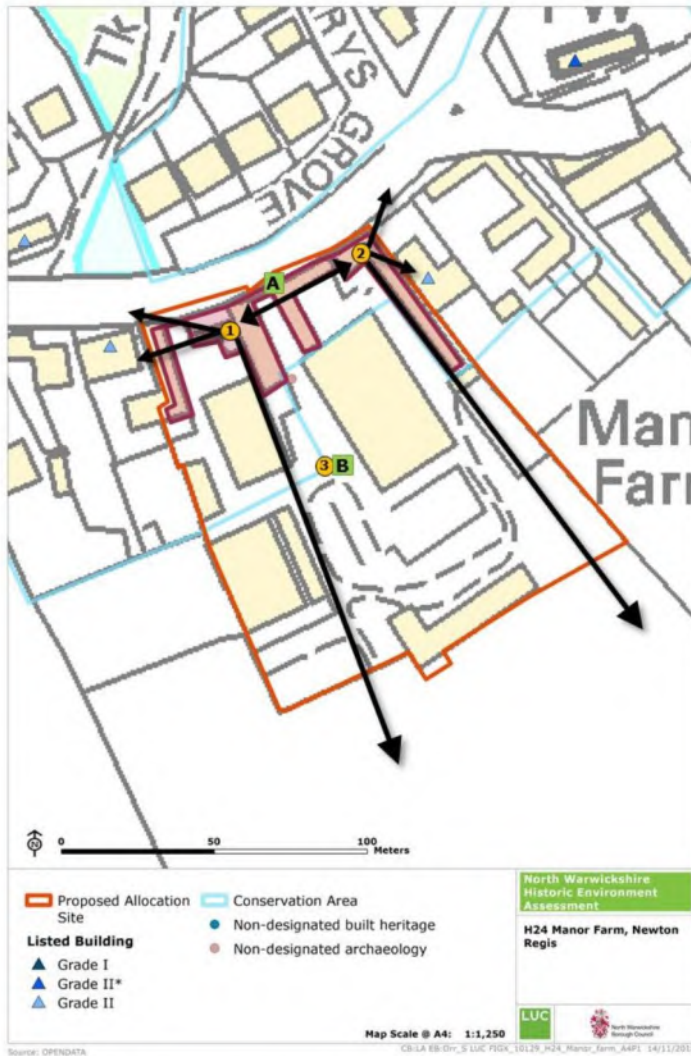 TW
Tk
RYS GROVE
A
2
1
3
B
Man
Farm
N
0
50
100
Meters
Proposed Allocation
Site
Listed Building
Grade I
Grade II*
Grade II
Conservation Area
Non-designated built heritage
Non-designated archaeology
Map Scale @ A4: 1:1,250
North Warwickshire
Historic Environment
Assessment
H24 Manor Farm, Newton
Regis
LUC
North Warwickshire
Borough Council
Source: OPENDATA